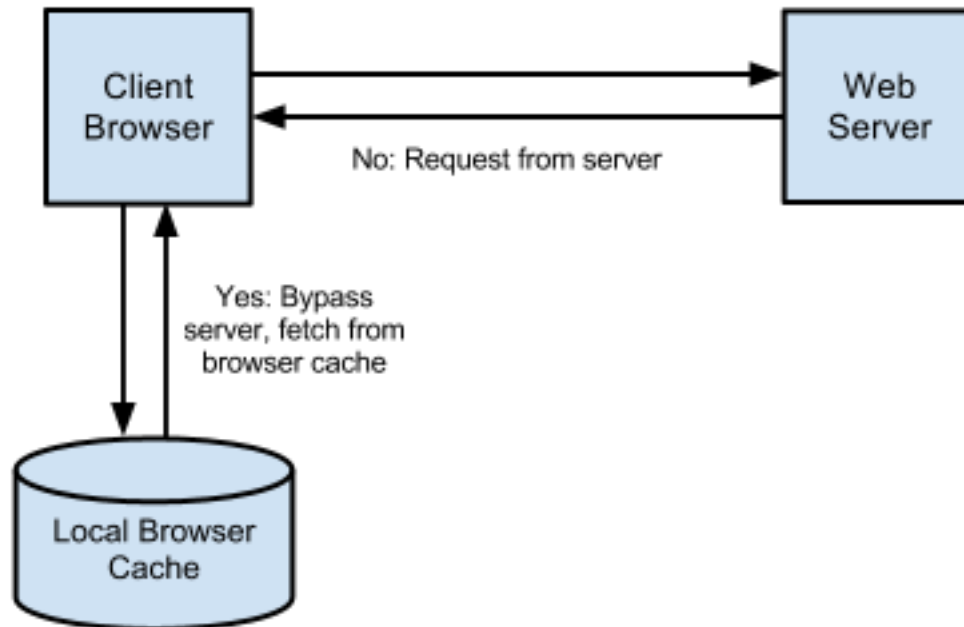 Client
Browser
Web
Server
No: Request from server
Yes: Bypass
server, fetch from
browser cache
Local Browser
Cache